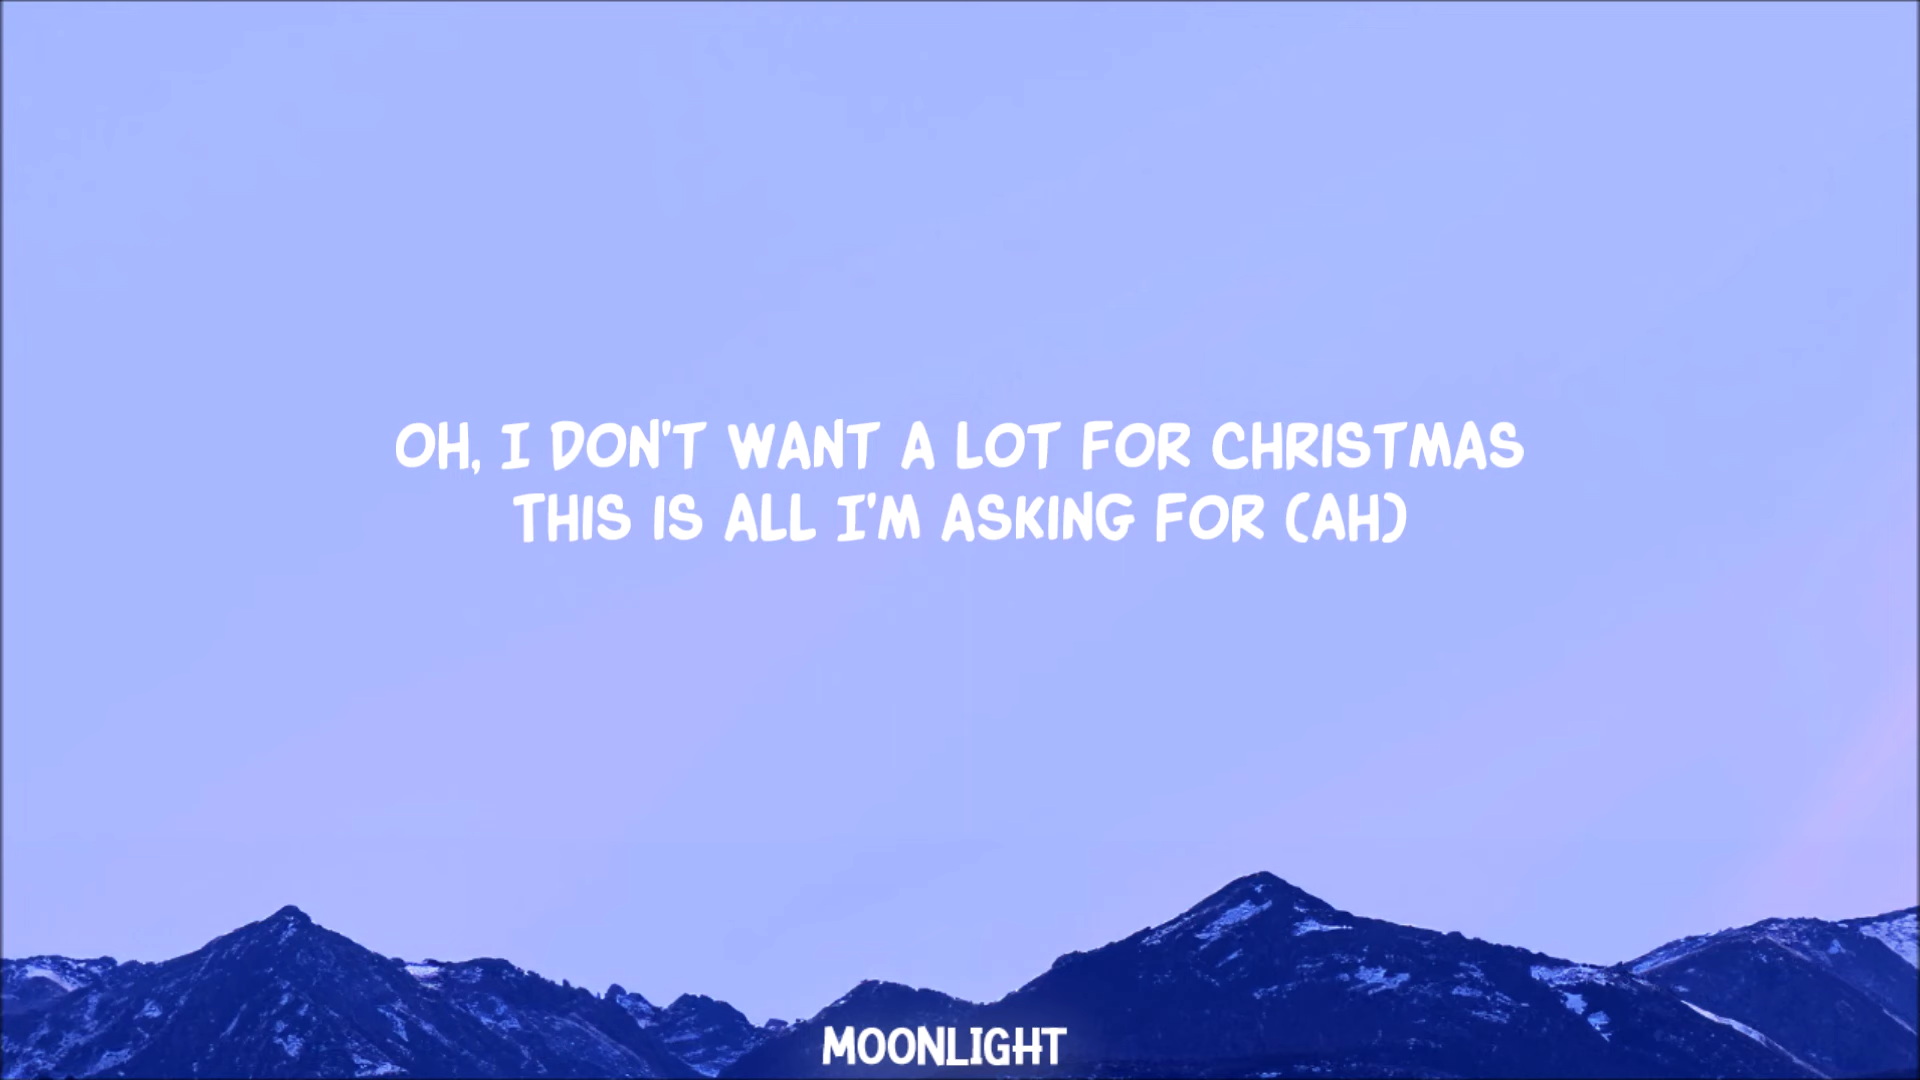 OH, I DON'T WANT A LOT FOR CHRISTMAS
THIS IS ALL I'M ASKING FOR (AH)
MOONLIGHT